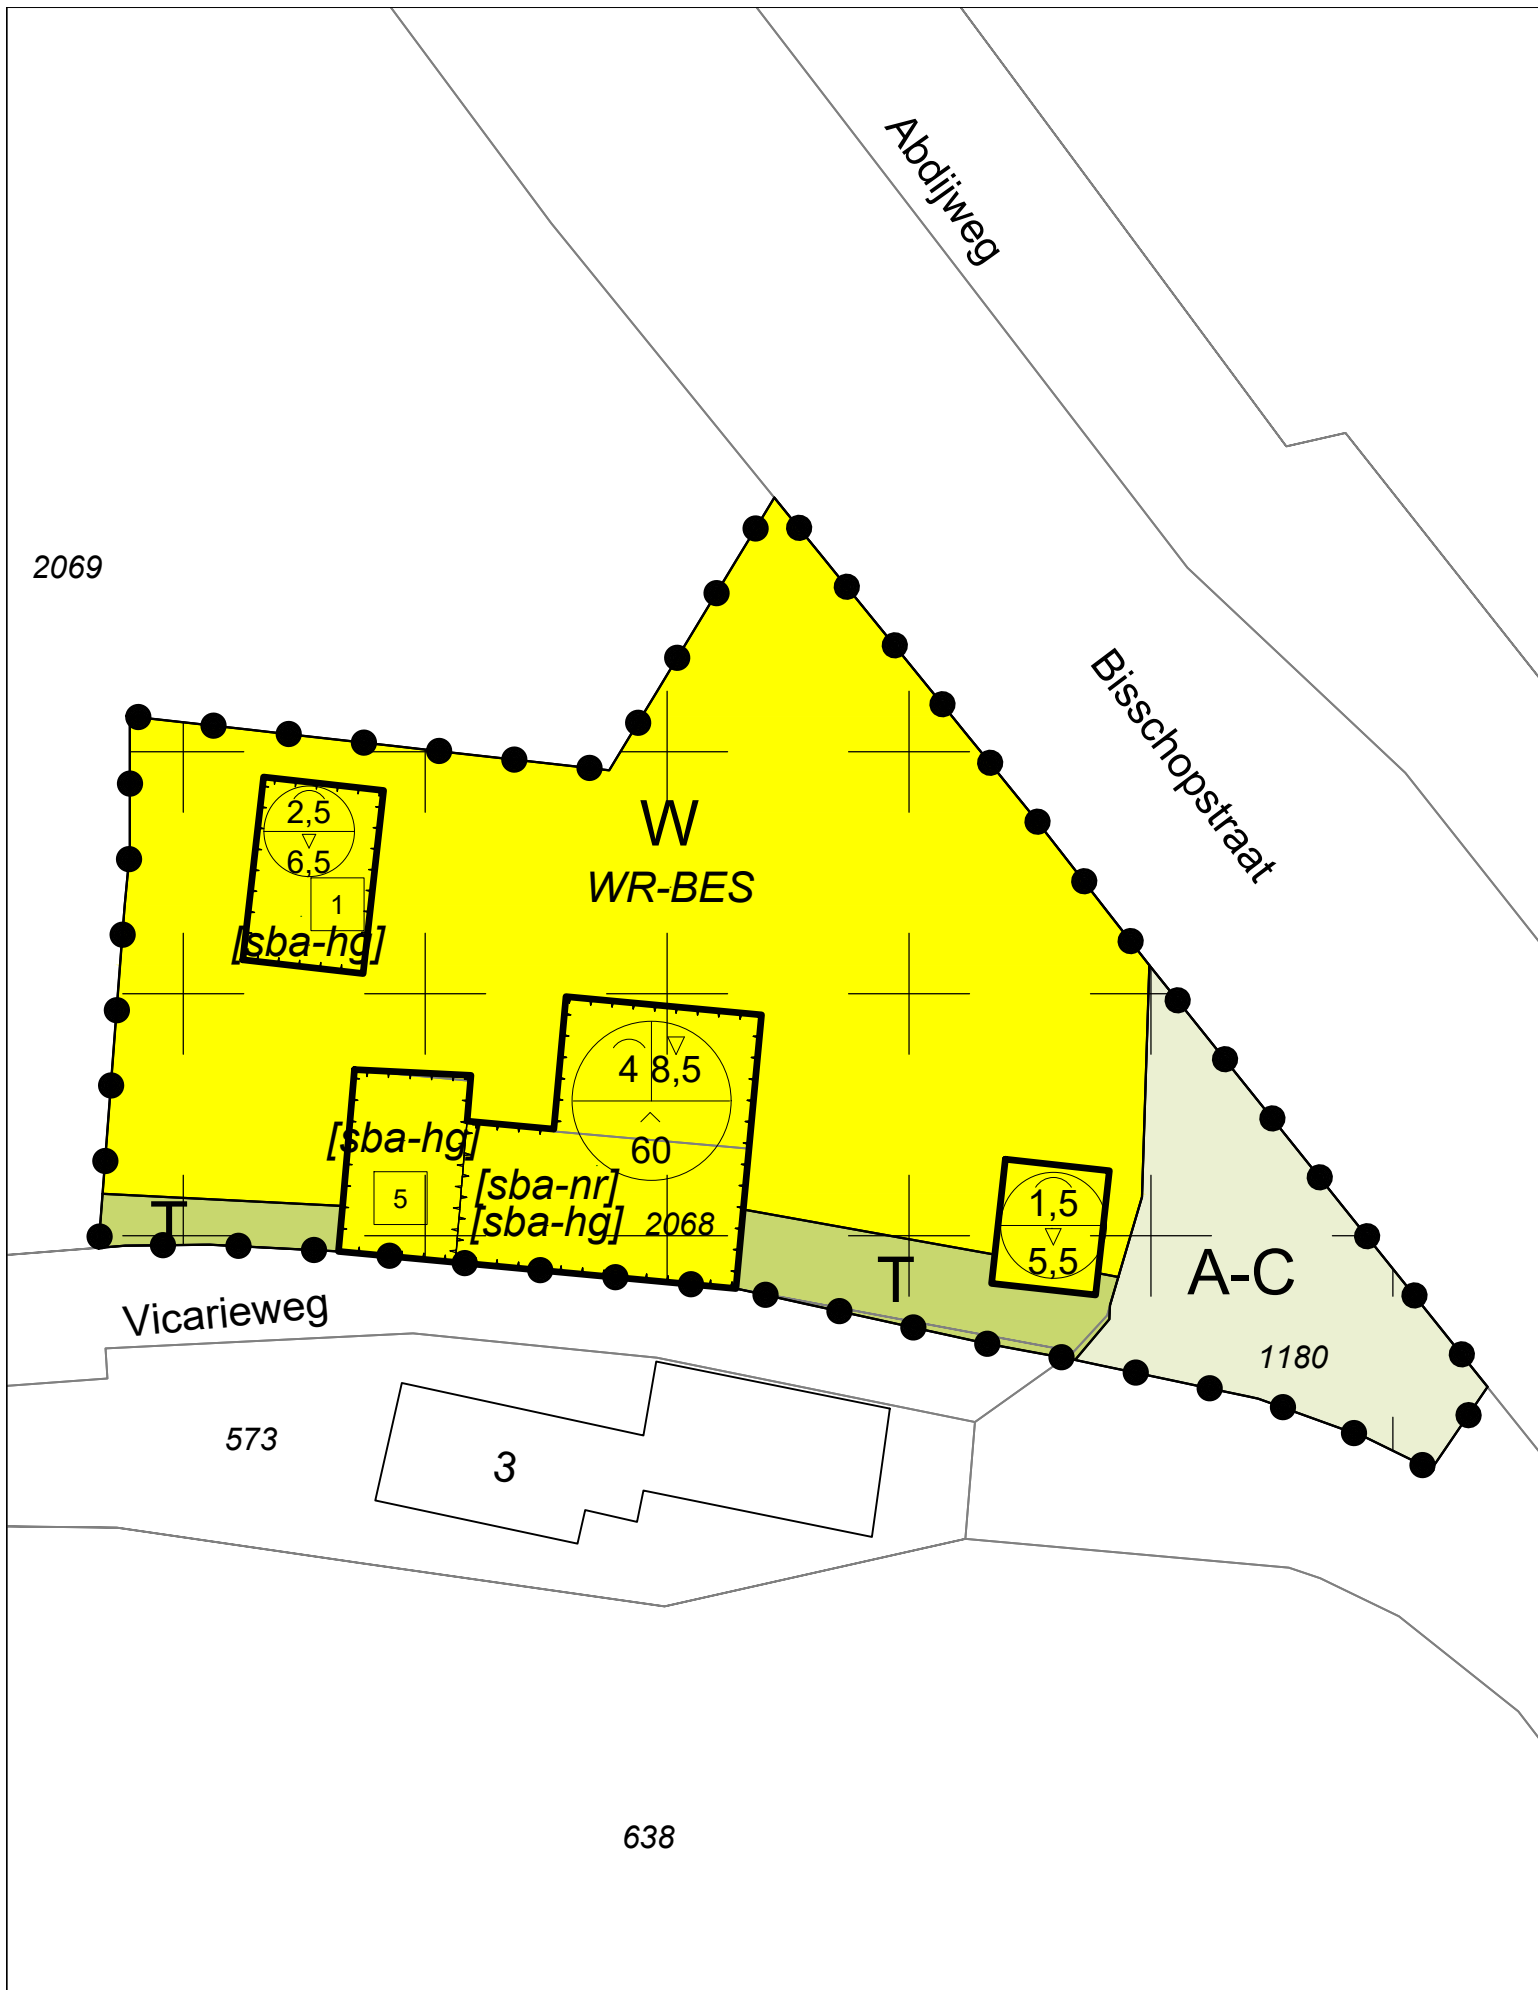 Abdijweg
2069
Bisschopstraat
2,5
6,5
1
[sba-hg]
W
WR-BES
4 8,5
60
[sba-hg]
5
[sba-nr]
[sba-hg] 2068
T
1,5
5,5
T
A-C
1180
Vicarieweg
573
3
638